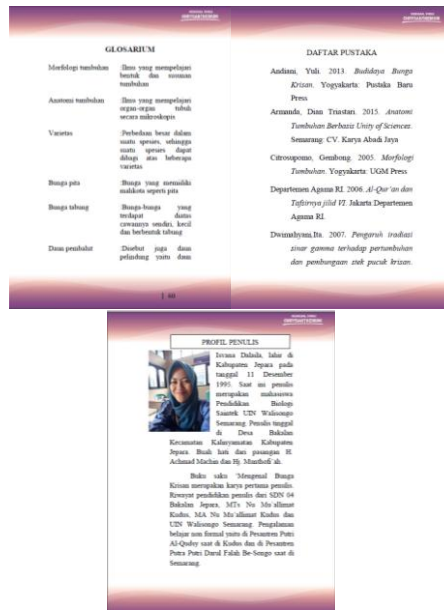 GLOSARIUM
Morfologi tumbuhan :Ilmu yang mempelajari
bentuk dan susunan
tumbuhan
Anatomi tumbuhan :Ilmu yang mempelajari
organ-organ tubuh
secara mikroskopis
Varietas :Perbedaan besar dalam
suatu spesies, sehingga
suatu spesies dapat
dibagi atas beberapa
varietas
Bunga pita :Bunga yang memiliki
mahkota seperti pita
Bunga tabung :Bunga-bunga yang
terdapat diatas
cawannya sendiri, kecil
dan berbentuk tabung
Daun pembalut :Disebut juga daun
pelindung yaitu daun
| 60
DAFTAR PUSTAKA
Andiani, Yuli. 2013. Budidaya Bunga
Krisan. Yogyakarta: Pustaka Baru
Press
Armanda, Dian Triastari. 2015. Anatomi
Tumbuhan Berbasis Unity of Sciences.
Semarang: CV. Karya Abadi Jaya
Citrosopomo, Gembong. 2005. Morfologi
Tumbuhan. Yogyakarta: UGM Press
Departemen Agama RI. 2006. Al-Qur'an dan
Tafsirnya jilid VI. Jakarta:Departemen
Agama RI.
Dwimahyani,Ita. 2007. Pengaruh iradiasi
sinar gamma terhadap pertumbuhan
dan pembungaan stek pucuk krisan.
PROFIL PENULIS
Isvana Dalaila, lahir di
Kabupaten Jepara pada
tanggal 11 Desember
1995. Saat ini penulis
merupakan mahasiswa
Pendidikan Biologi
Saintek UIN Walisongo
Semarang. Penulis tinggal
di Desa Bakalan
Kecamatan Kalinyamatan Kabupaten
Jepara. Buah hati dari pasangan H.
Achmad Machin dan Hj.
Buku saku 'Mengenal Bunga
Krisan merupakan karya pertama penulis.
Riwayat pendidikan penulis dari SDN 04
Bakalan Jepara, MTs Nu Mu'allimat
Kudus, MA Nu Mu'allimat Kudus dan
UIN Walisongo Semarang. Pengalaman
belajar non formal yaitu di Pesantren Putri
Al-Qudsy saat di Kudus dan di Pesantren
Putra Putri Darul Falah Be-Songo saat di
Semarang.